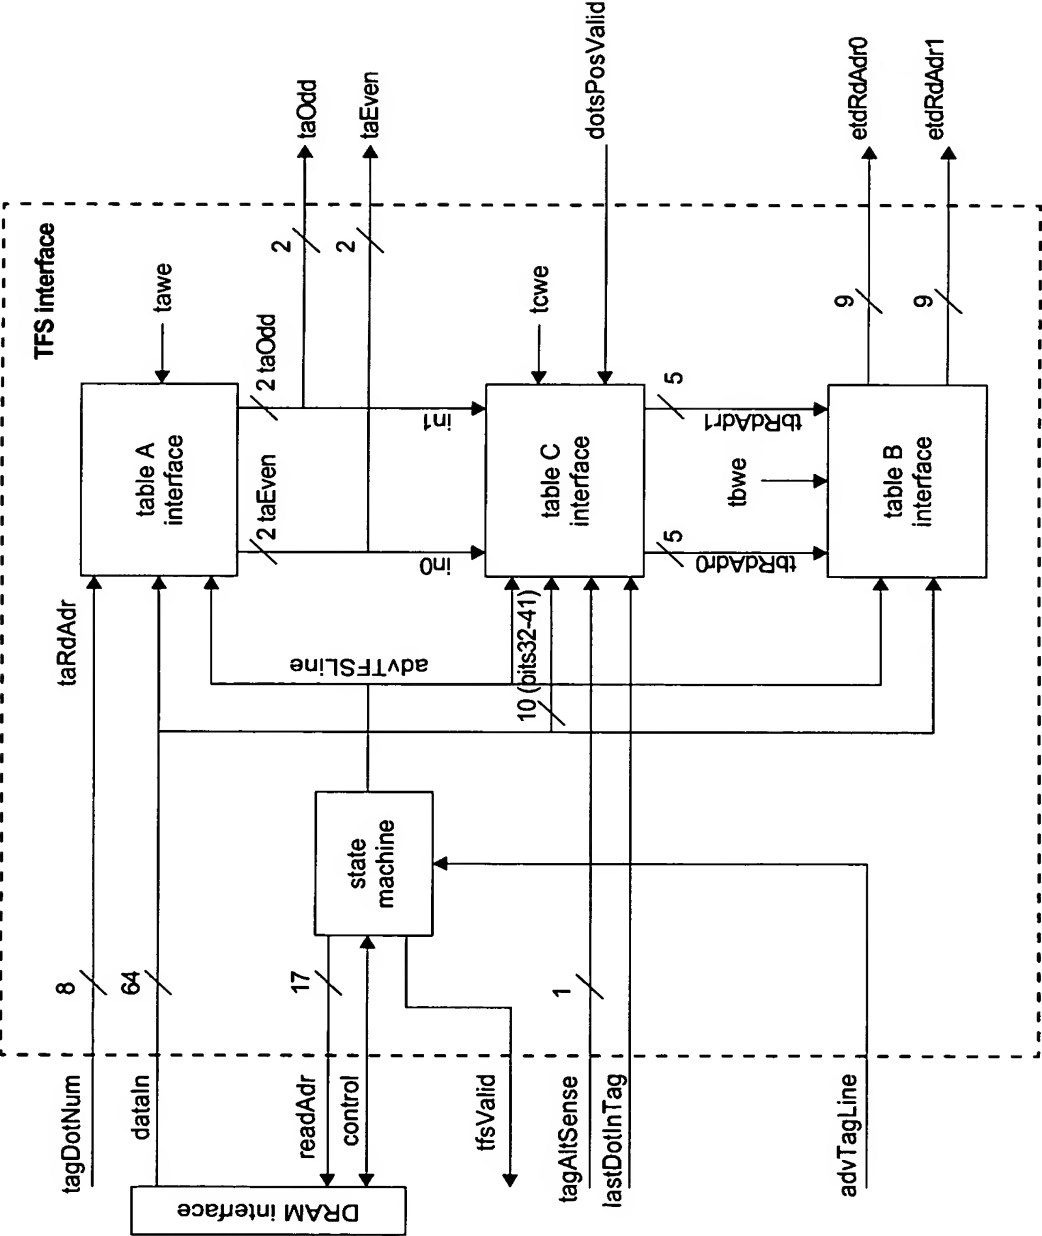 TFS interface
tagDotNum
8
taRdAdr
dataIn
64
table A
interface
tawe
2 taEven
2 taOdd
2
taOdd
2
taEven
DRAM interface
readAdr
17
control
state
machine
advTFSLine
in0
in1
tfsValid
10 (bits32-41)
table C
interface
tcwe
dotsPosValid
tagAltSense
1
lastDotInTag
5
tbRdAdr0
tbwe
5
tbRdAdr1
advTagLine
table B
interface
9
etdRdAdr0
9
etdRdAdr1